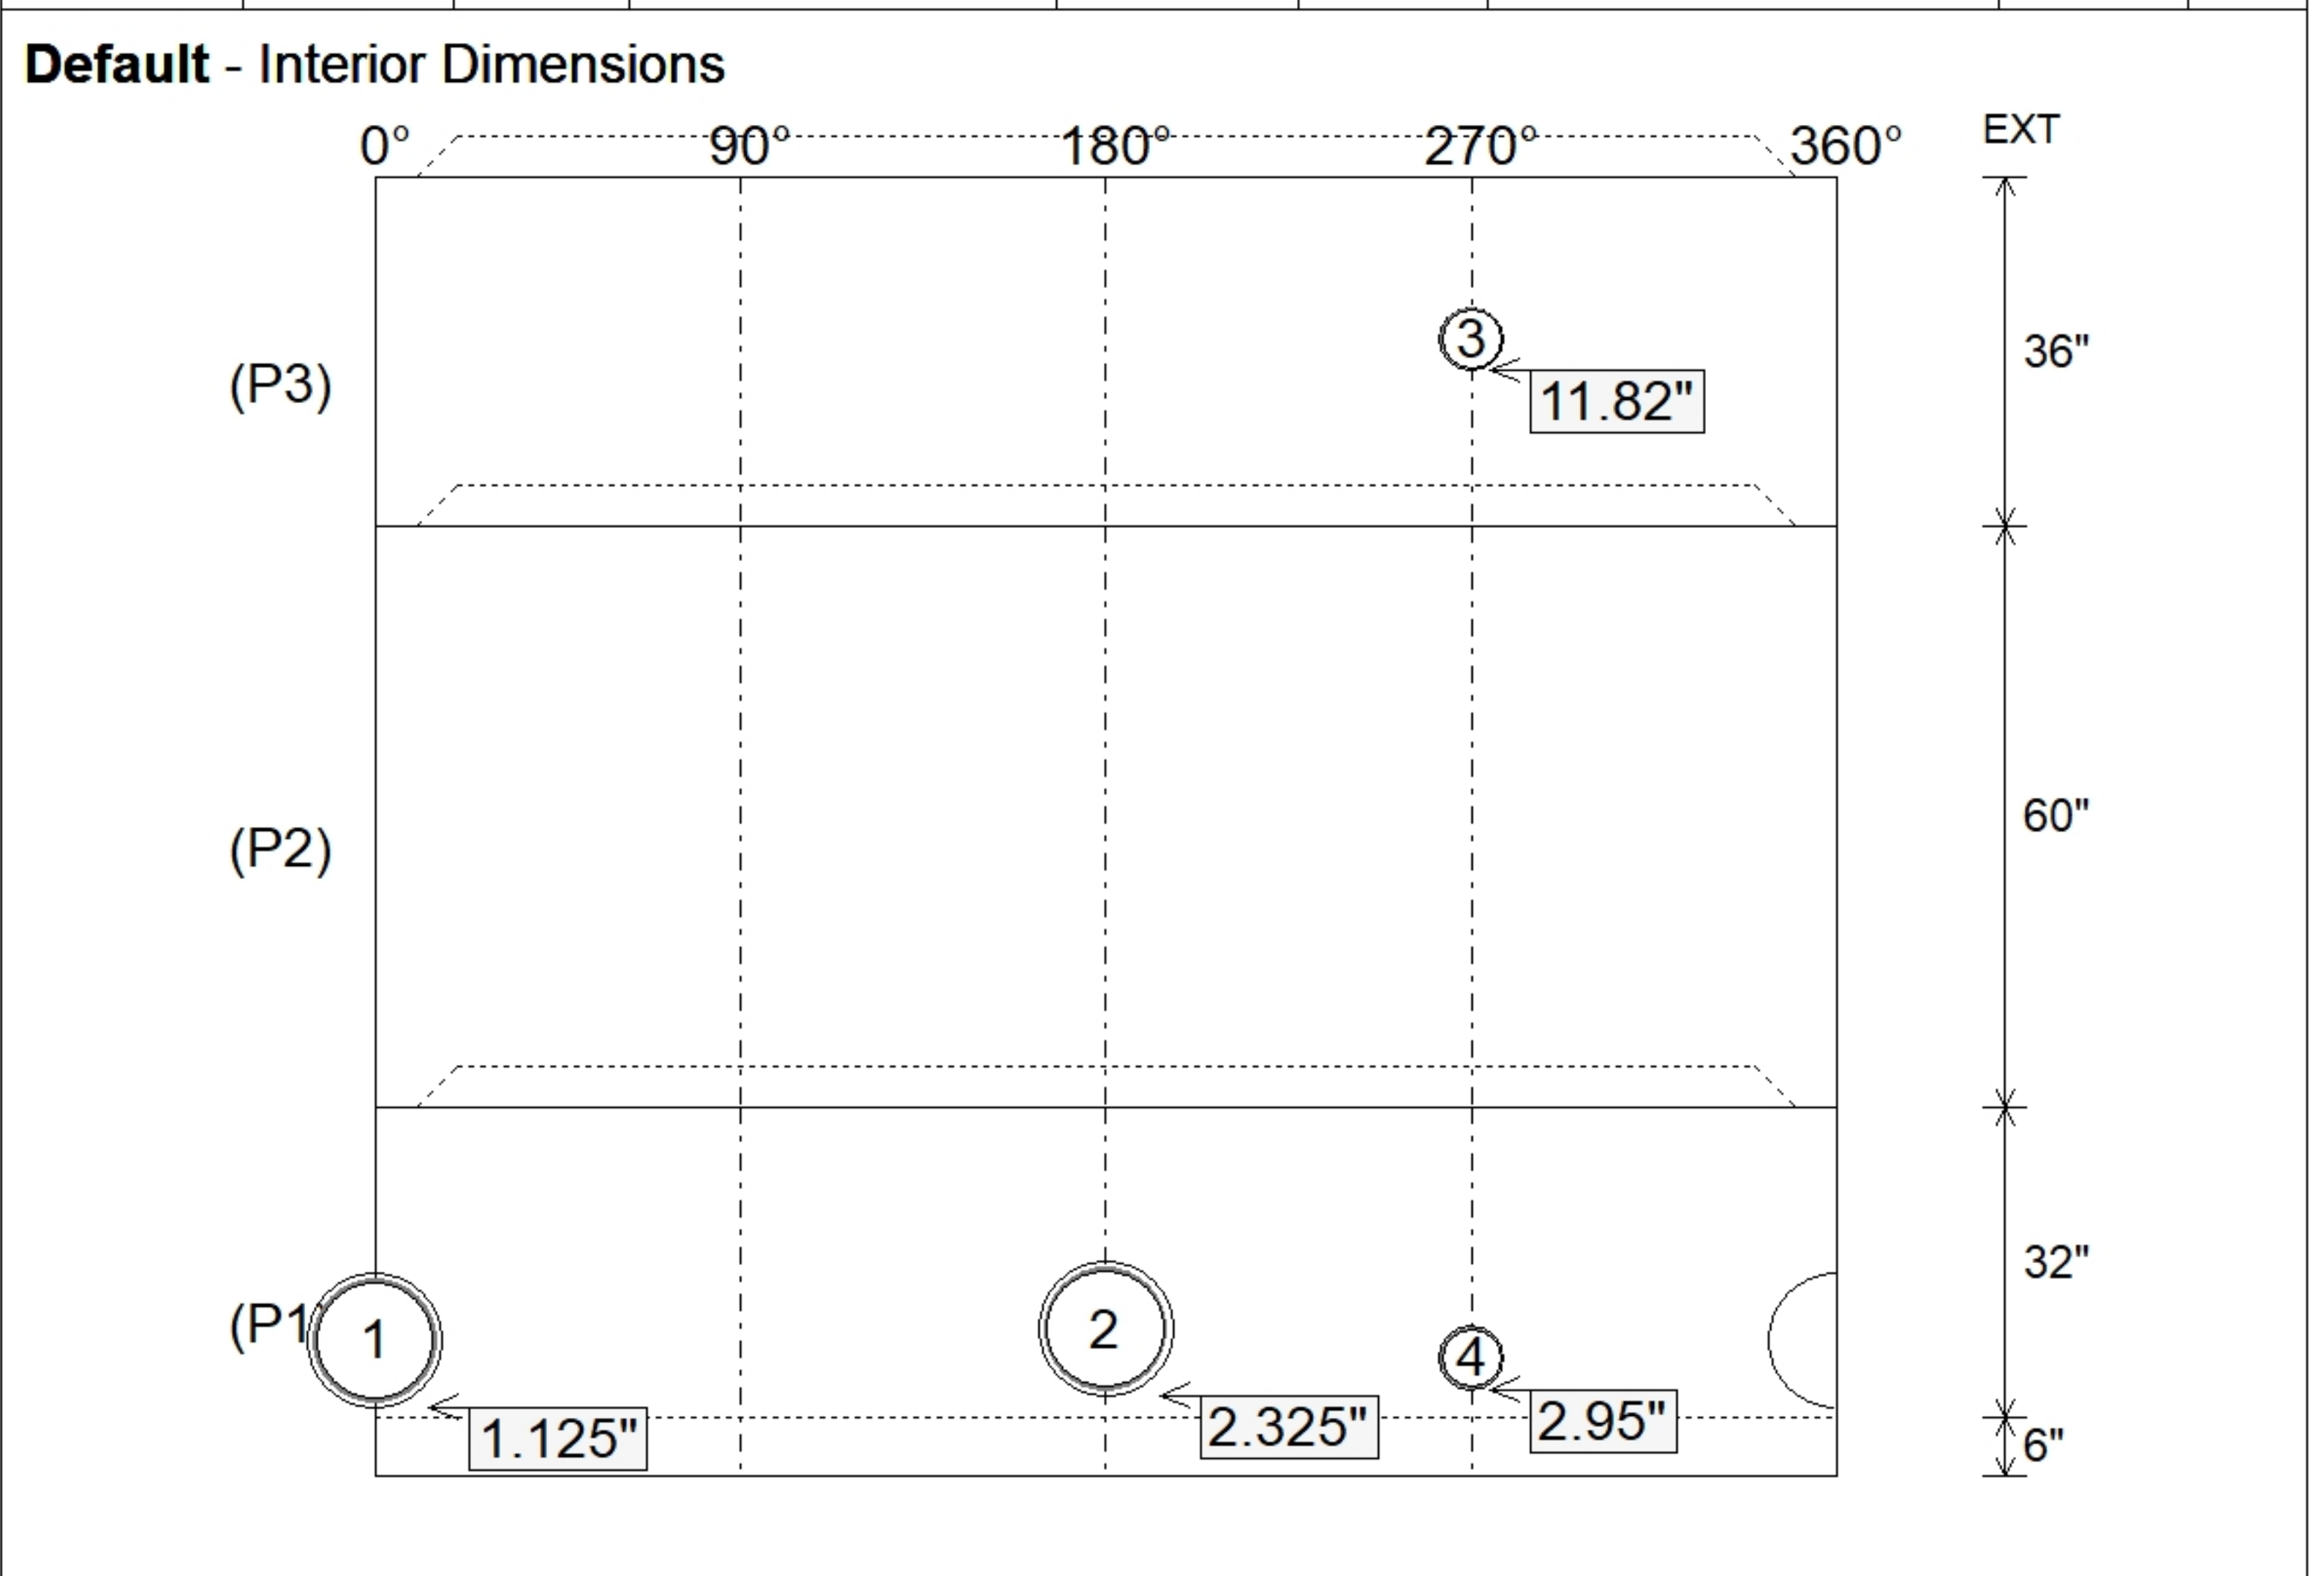 Default - Interior Dimensions
EXT
0° 90° 180° 270° 360°
3
36"
(P3)
11.82"
60"
(P2)
32"
(P1
1
2
4
1.125"
2.325"
2.95"
6"